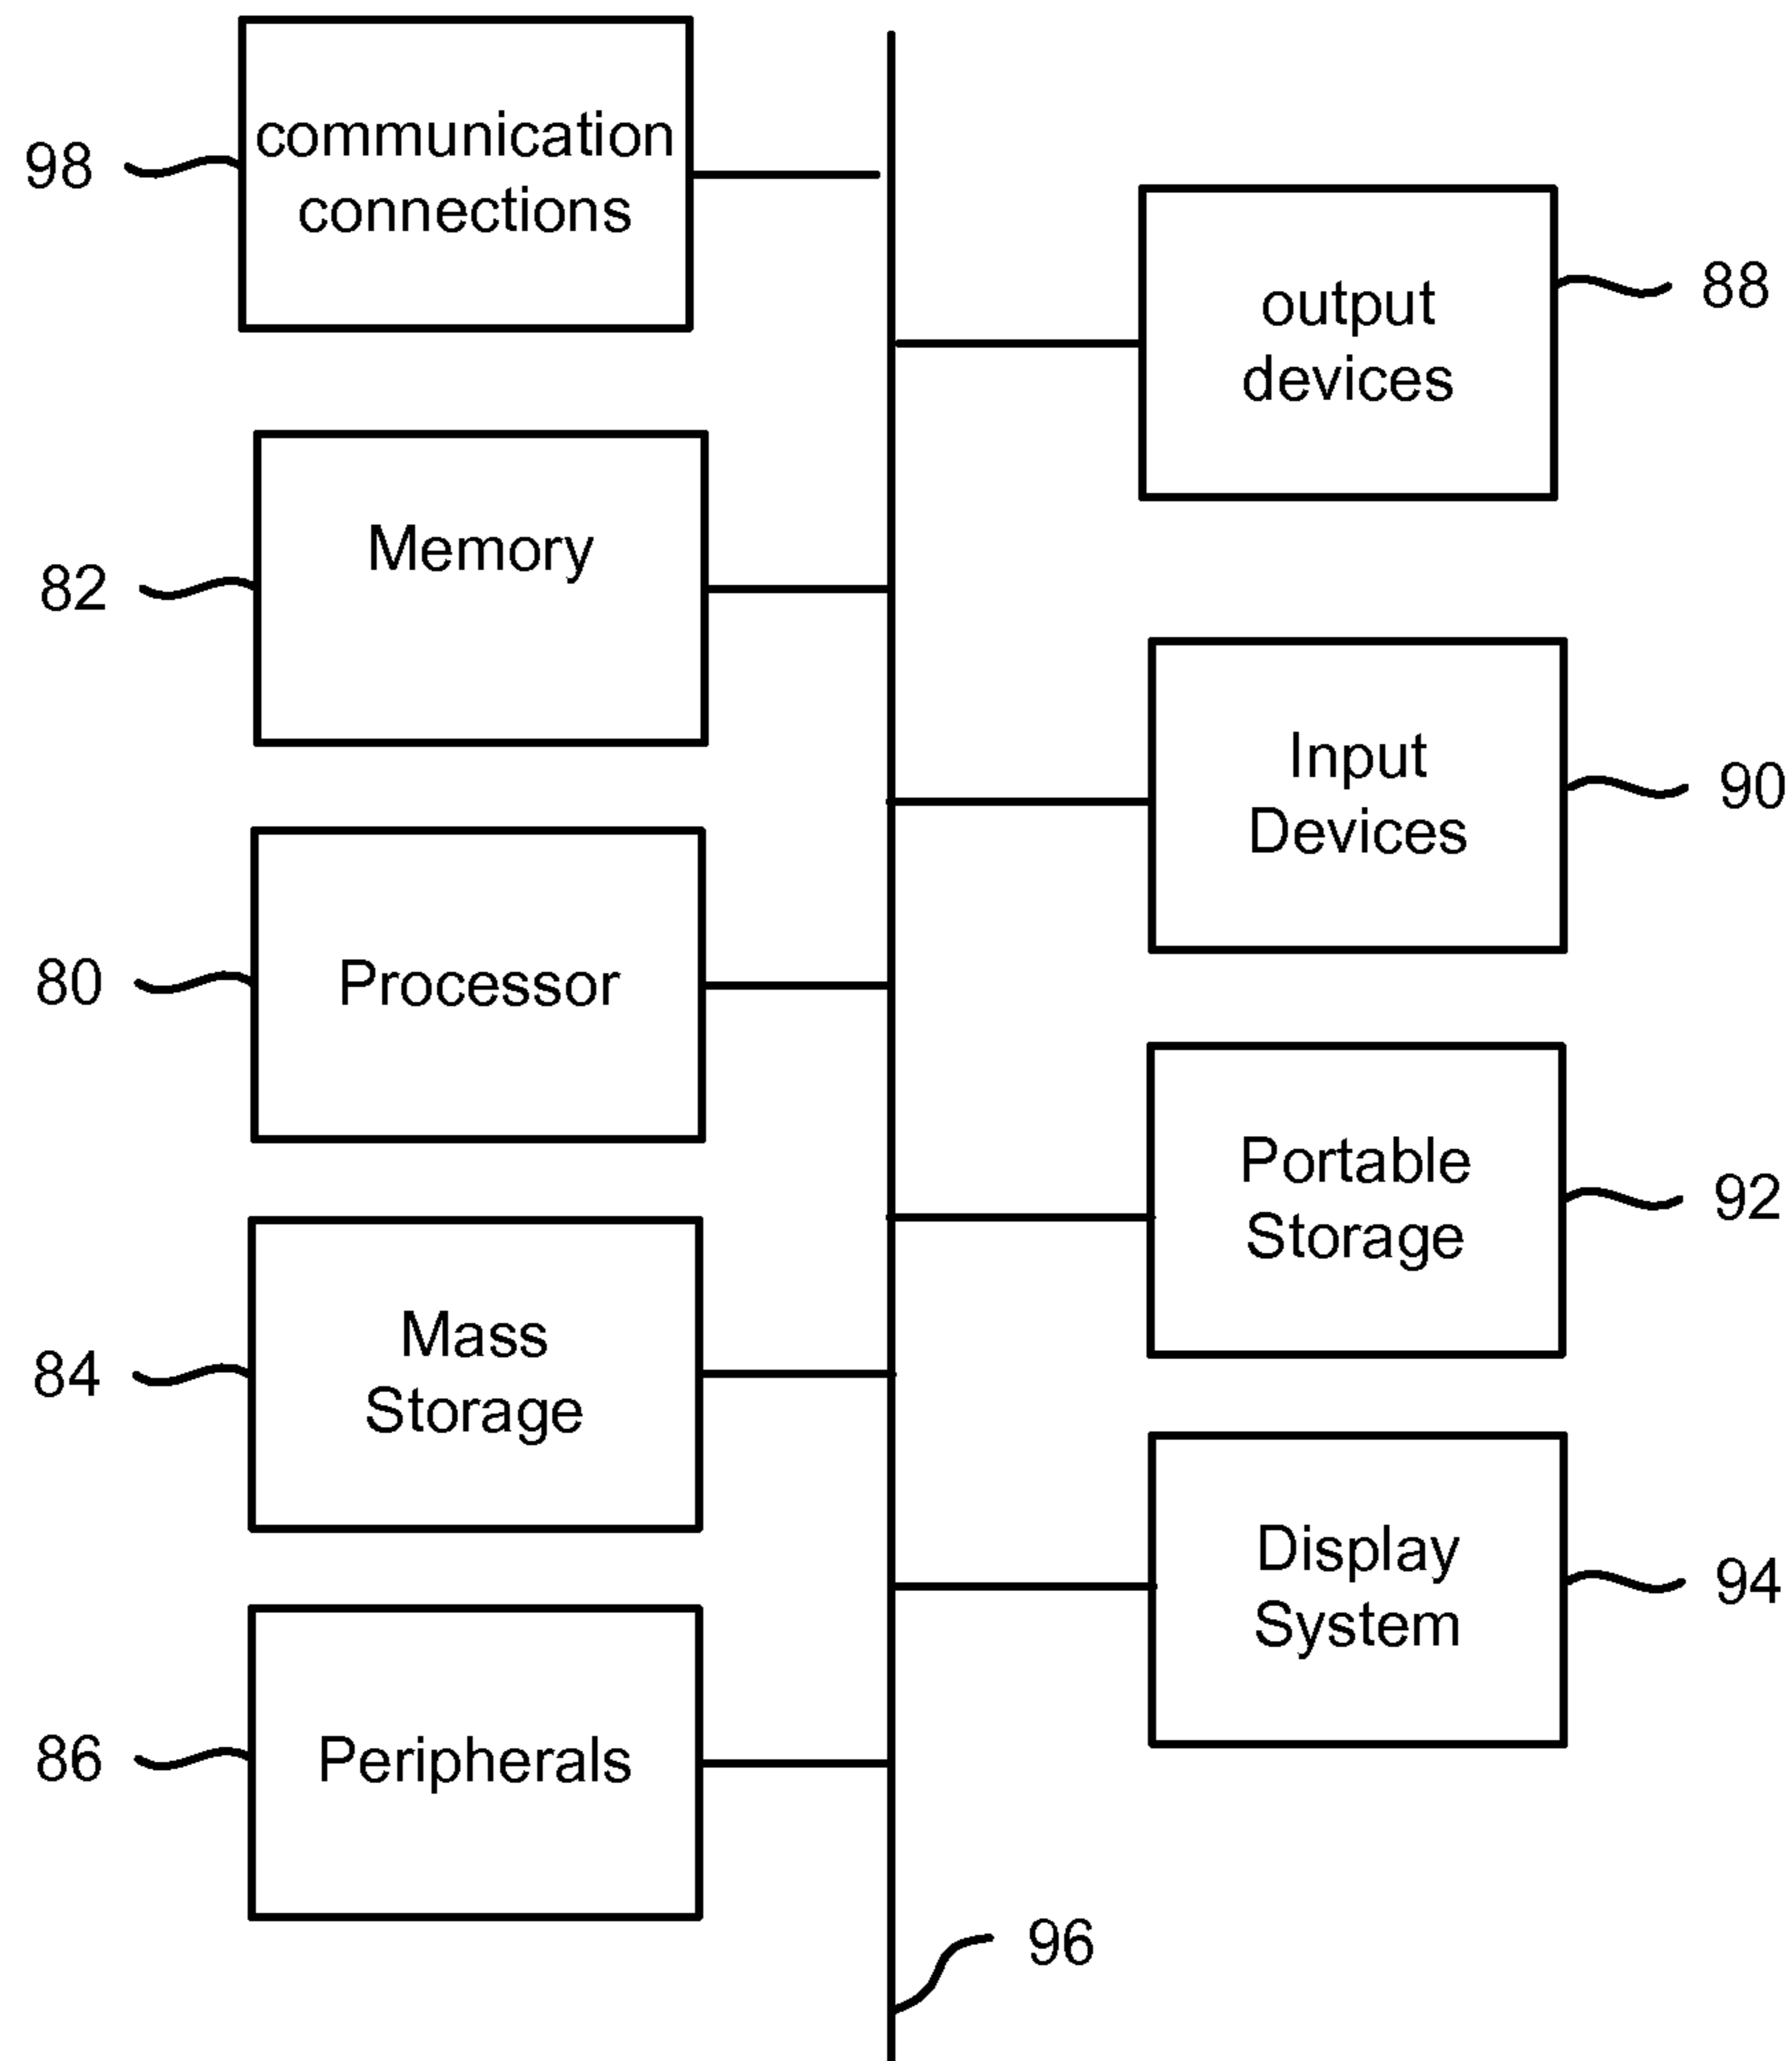 98
communication
connections
output
devices
88
82
Memory
Input
Devices
90
80
Processor
Portable
Storage
92
84
Mass
Storage
Display
System
94
86
Peripherals
96